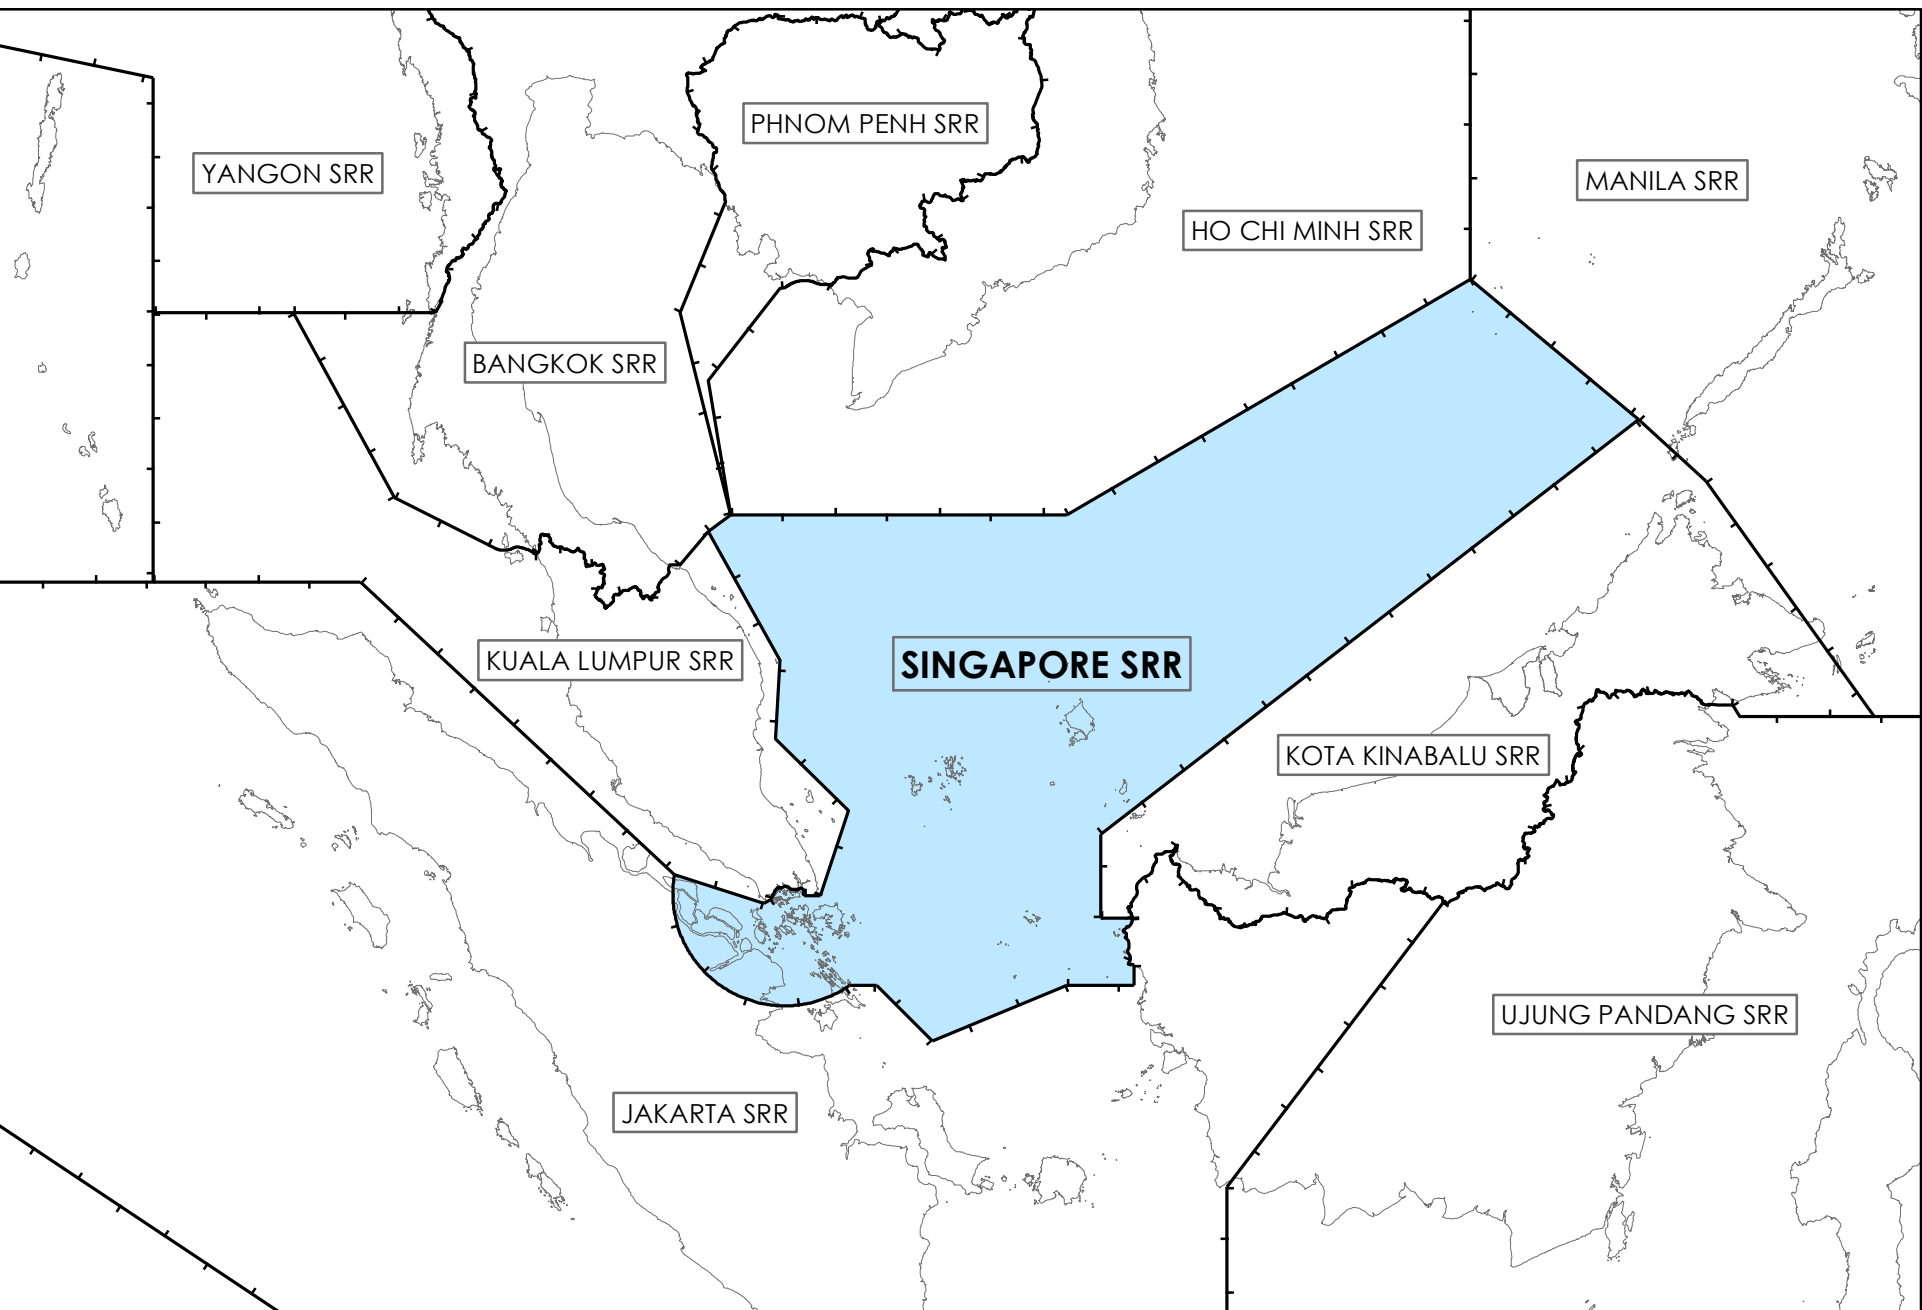 PHNOM PENH SRR
YANGON SRR
MANILA SRR
HO CHI MINH SRR
BANGKOK SRR
KUALA LUMPUR SRR
SINGAPORE SRR
KOTA KINABALU SRR
UJUNG PANDANG SRR
JAKARTA SRR